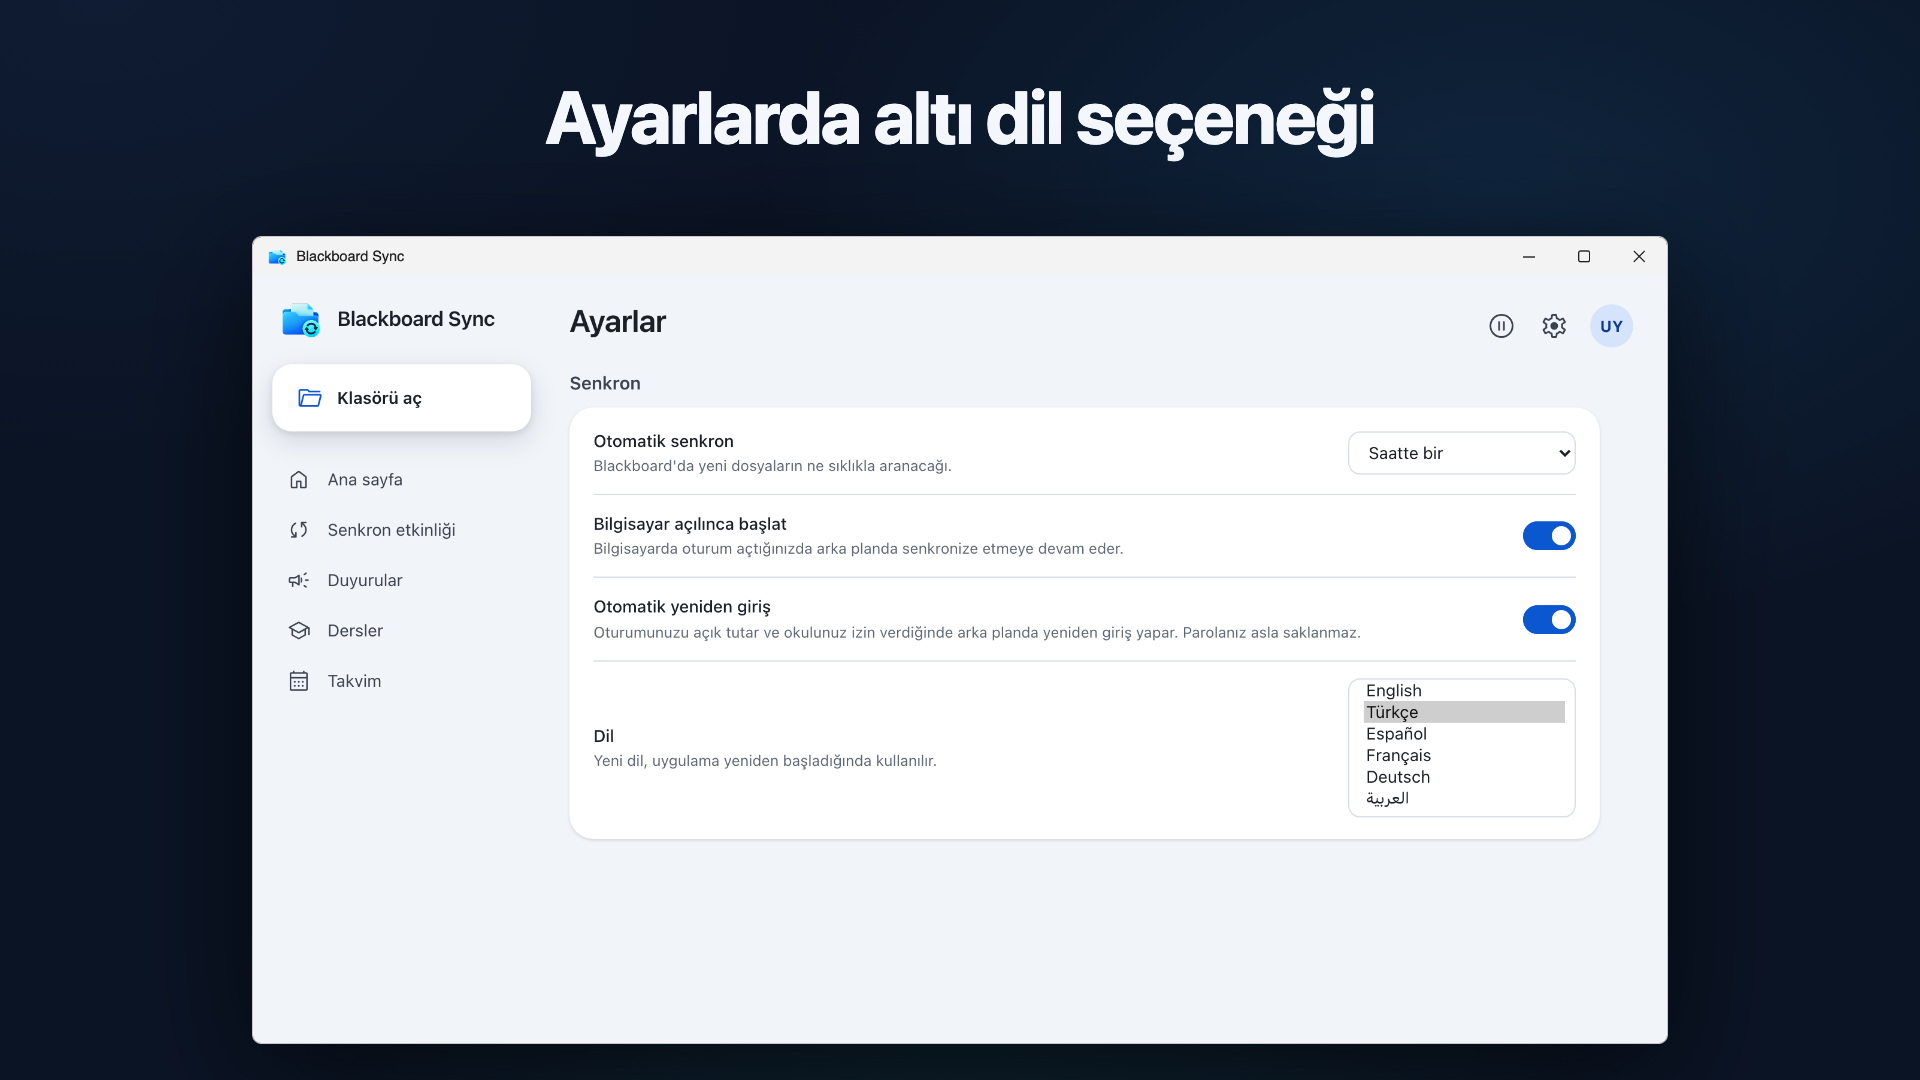 Ayarlarda altı dil seçeneği
Blackboard Sync
Blackboard Sync
Klasörü aç
Ana sayfa
Senkron etkinliği
Duyurular
Dersler
Takvim
Ayarlar
UY
Senkron
Otomatik senkron
Blackboard'da yeni dosyaların ne sıklıkla aranacağı.
Saatte bir
Bilgisayar açılınca başlat
Bilgisayarda oturum açtığınızda arka planda senkronize etmeye devam eder.
Otomatik yeniden giriş
Oturumunuzu açık tutar ve okulunuz izin verdiğinde arka planda yeniden giriş yapar. Parolanız asla saklanmaz.
Dil
Yeni dil, uygulama yeniden başladığında kullanılır.
English
Türkçe
Español
Français
Deutsch
العربية